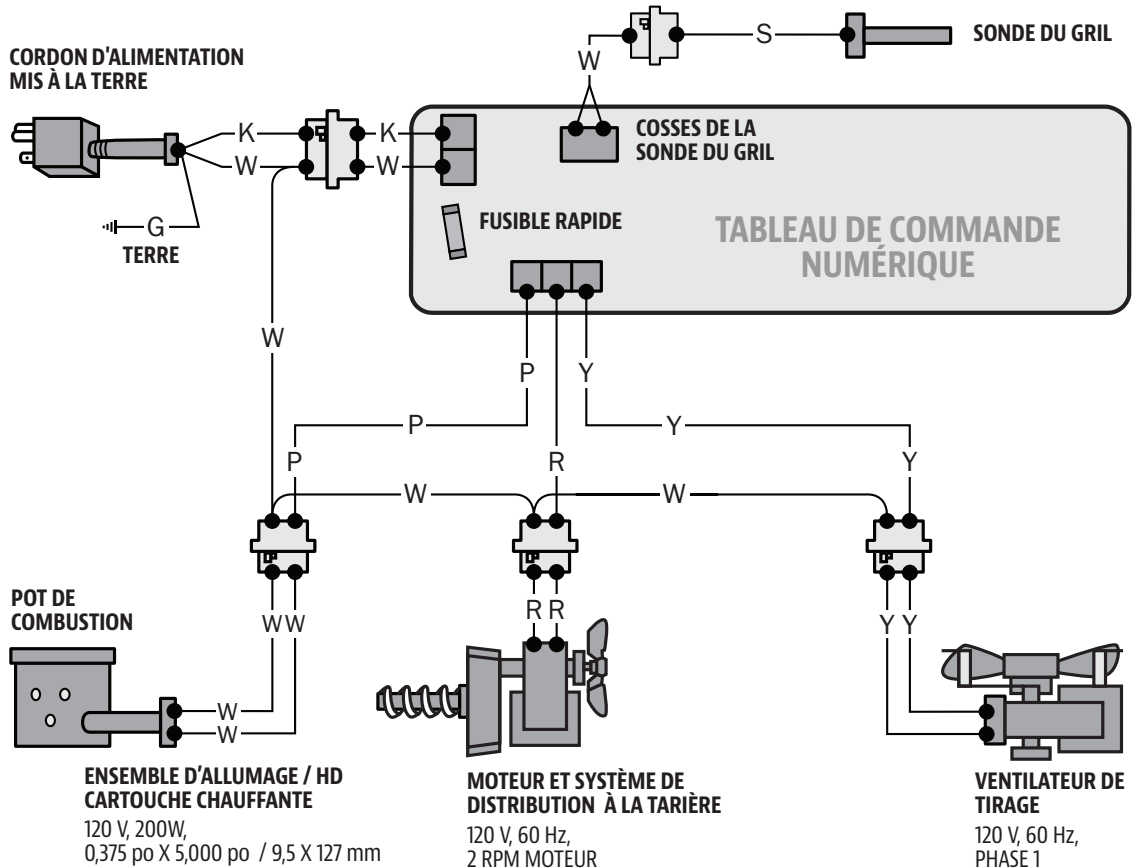 S
SONDE DU GRIL
CORDON D'ALIMENTATION
MIS À LA TERRE
W
K
K
W
W
COSSES DE LA
SONDE DU GRIL
G
TERRE
FUSIBLE RAPIDE
TABLEAU DE COMMANDE
NUMÉRIQUE
W
P
Y
P
Y
P
R
Y
W
W
POT DE
COMBUSTION
W W
R R
Y Y
W
W
ENSEMBLE D'ALLUMAGE / HD
CARTOUCHE CHAUFFANTE
120 V, 200W,
0,375 po X 5,000 po / 9,5 X 127 mm
MOTEUR ET SYSTÈME DE
DISTRIBUTION À LA TARIÈRE
120 V, 60 Hz,
2 RPM MOTEUR
VENTILATEUR DE
TIRAGE
120 V, 60 Hz,
PHASE 1